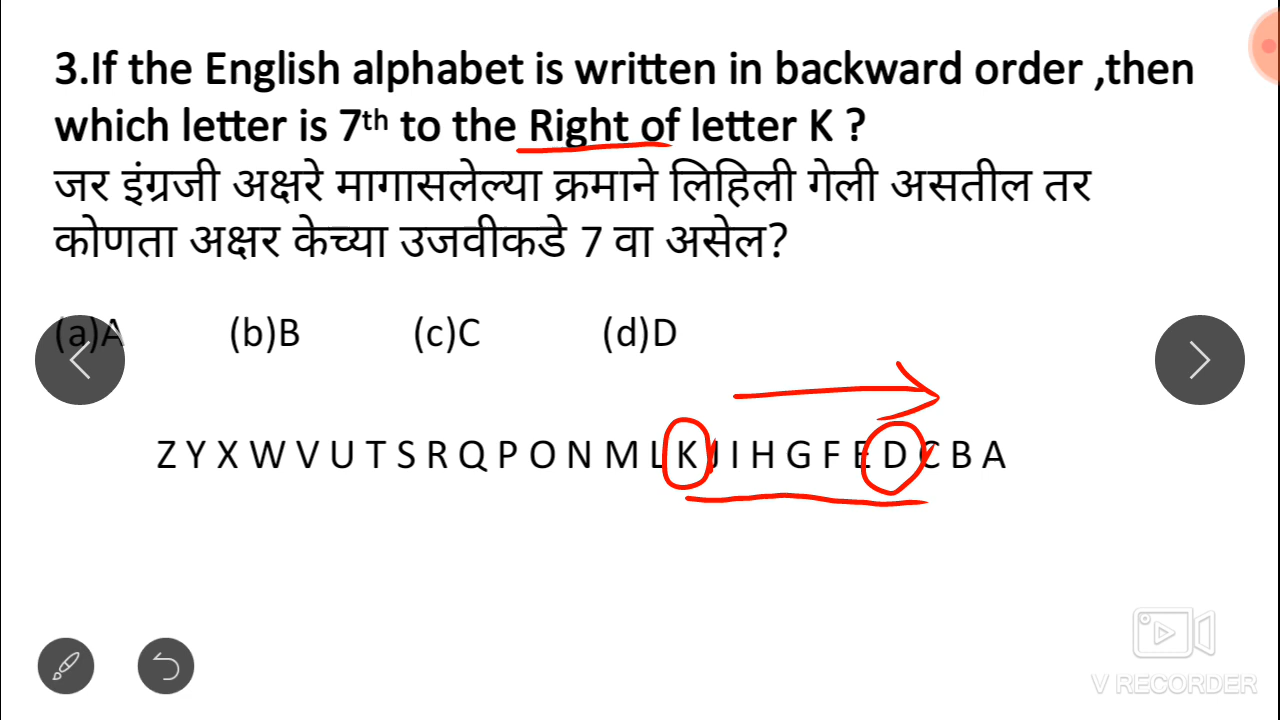 3.If the English alphabet is written in backward order ,then
which letter is 7th to the Right of letter K ?
जर इंग्रजी अक्षरे मागासलेल्या क्रमाने लिहिली गेली असतील तर
कोणता अक्षर केच्या उजवीकडे 7 वा असेल?
(a)A (b)B (c)C (d)D
Z Y X W V U T S R Q P O N M L K J I H G F E D C B A
V RECORDER